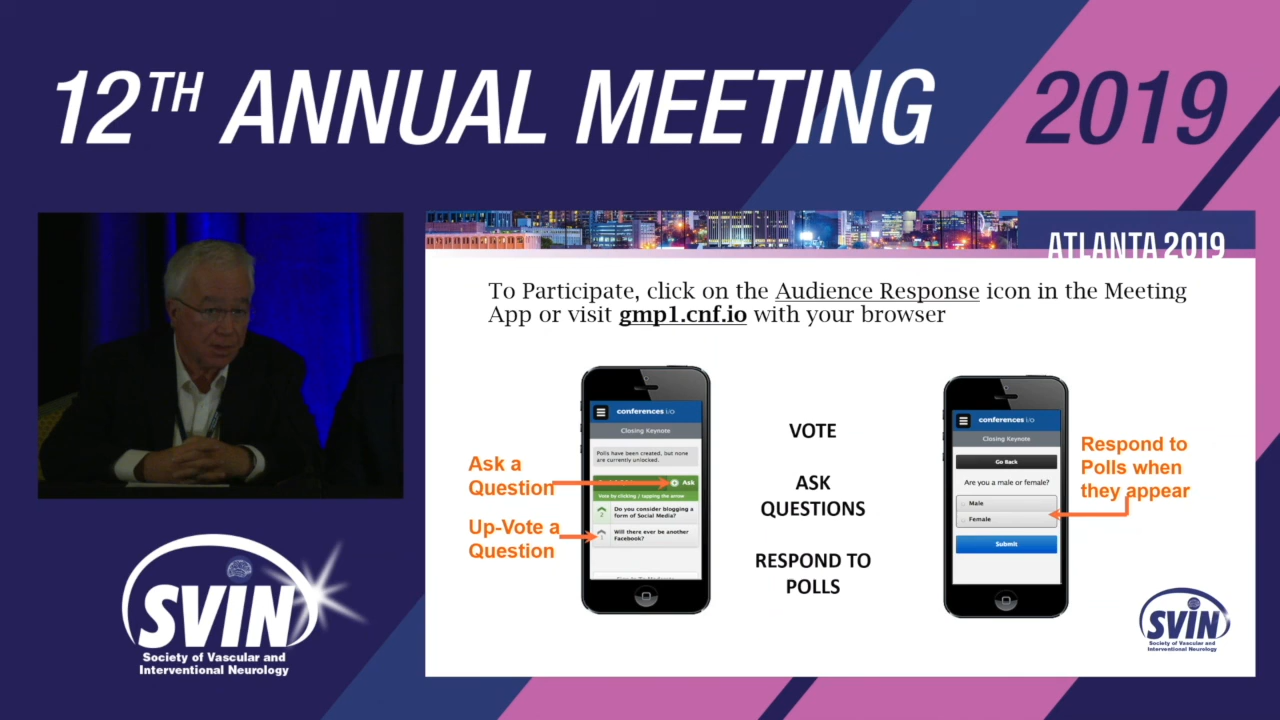 12TH ANNUAL MEETING 2019
ATLANTA 2019
To Participate, click on the Audience Response icon in the Meeting
App or visit gmp1.cnf.io with your browser
conferences i/o
Closing Keynote
Polls have been created, but none
are currently unlocked.
Ask
Vote by clicking / tapping the arrow
2
Do you consider blogging a
form of Social Media?
1
Will there ever be another
Facebook?
Ask a
Question
Up-Vote a
Question
VOTE
ASK
QUESTIONS
RESPOND TO
POLLS
conferences i/o
Closing Keynote
Go Back
Are you a male or female?
Male
Female
Submit
Respond to
Polls when
they appear
SVIN
Society of Vascular and
Interventional Neurology
SVIN
Society of Vascular and
Interventional Neurology